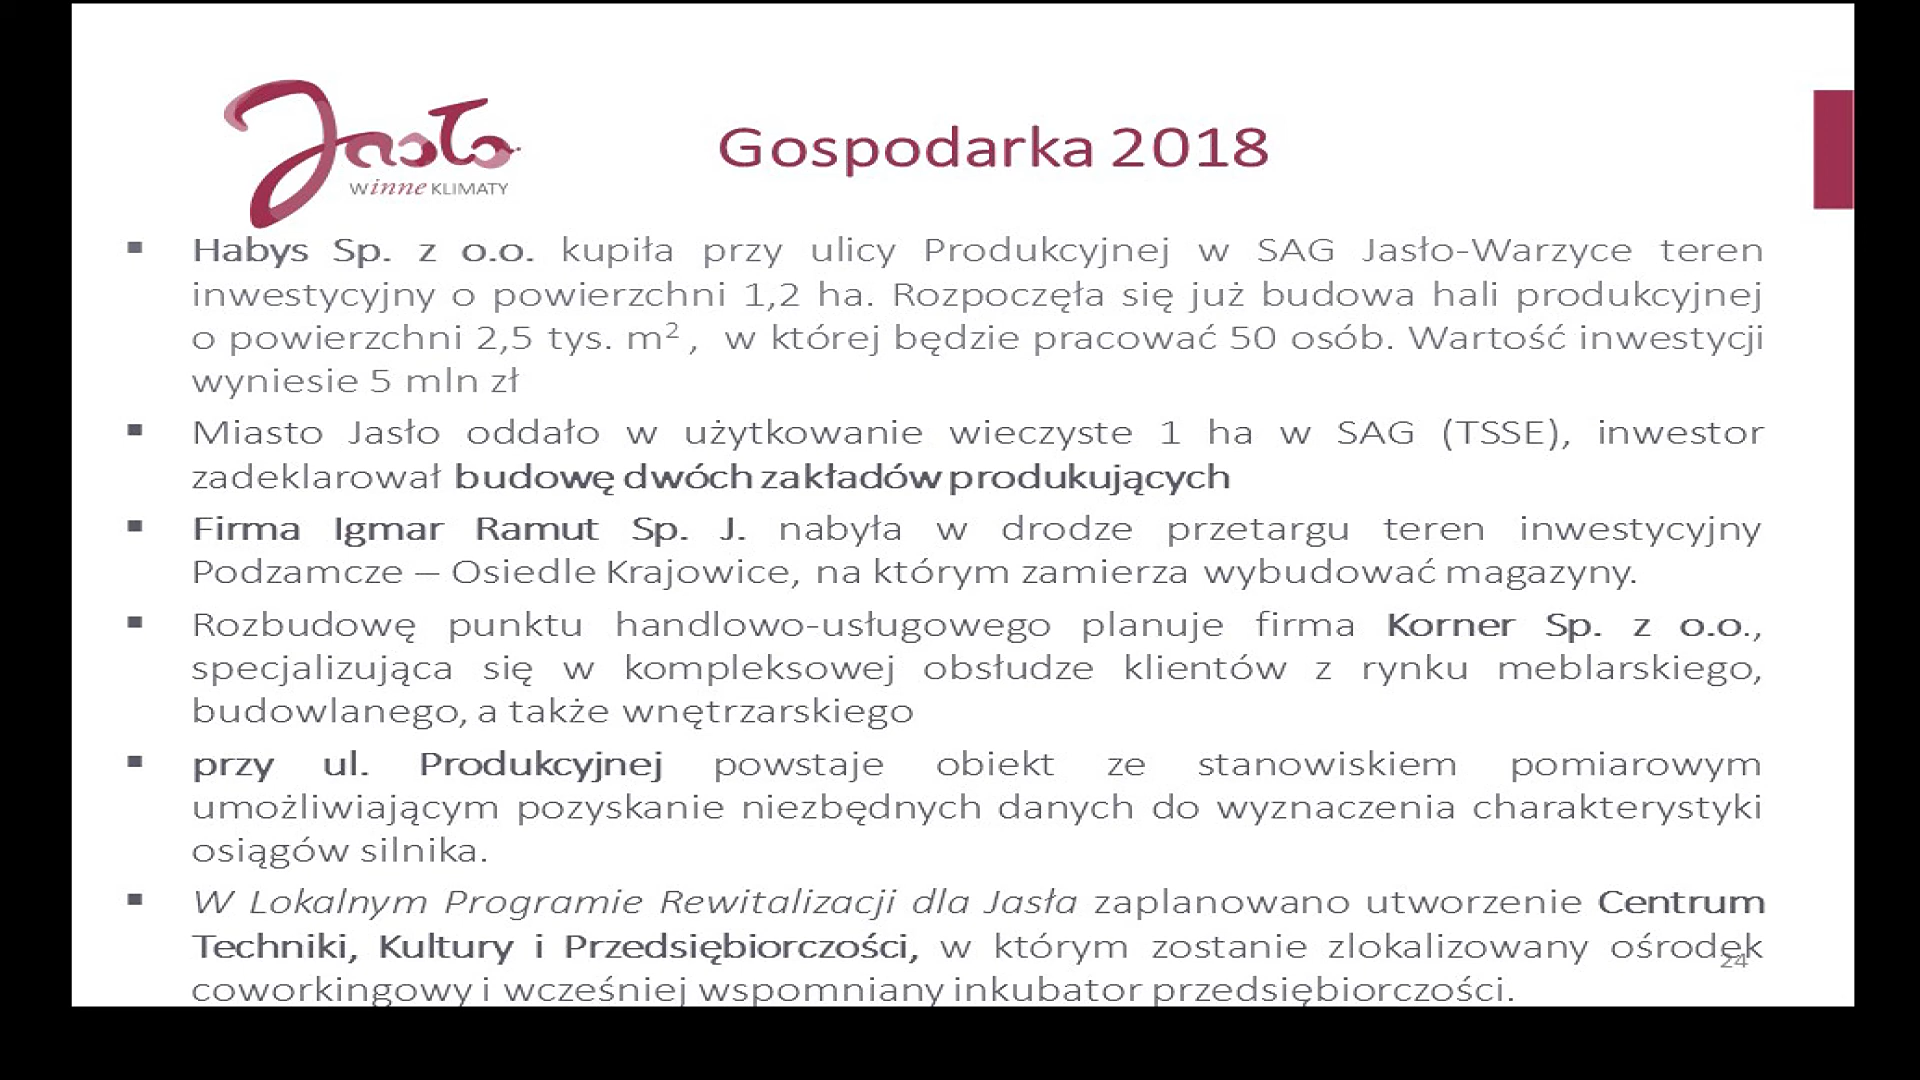 Jasło
Winne KLIMATY
Gospodarka 2018
▪ Habys Sp. z o.o. kupiła przy ulicy Produkcyjnej w SAG Jasło-Warzyce teren
inwestycyjny o powierzchni 1,2 ha. Rozpoczęła się już budowa hali produkcyjnej
o powierzchni 2,5 tys. m², w której będzie pracować 50 osób. Wartość inwestycji
wyniesie 5 mln zł
▪ Miasto Jasło oddało w użytkowanie wieczyste 1 ha w SAG (TSSE), inwestor
zadeklarował budowę dwóch zakładów produkujących
▪ Firma Igmar Ramut Sp. J. nabyła w drodze przetargu teren inwestycyjny
Podzamcze – Osiedle Krajowice, na którym zamierza wybudować magazyny.
▪ Rozbudowę punktu handlowo-usługowego planuje firma Korner Sp. z o.o.,
specjalizująca się w kompleksowej obsłudze klientów z rynku meblarskiego,
budowlanego, a także wnętrzarskiego
▪ przy ul. Produkcyjnej powstaje obiekt ze stanowiskiem pomiarowym
umożliwiającym pozyskanie niezbędnych danych do wyznaczenia charakterystyki
osiągów silnika.
▪ W Lokalnym Programie Rewitalizacji dla Jasła zaplanowano utworzenie Centrum
Techniki, Kultury i Przedsiębiorczości, w którym zostanie zlokalizowany ośrodek
coworkingowy i wcześniej wspomniany inkubator przedsiębiorczości.
24